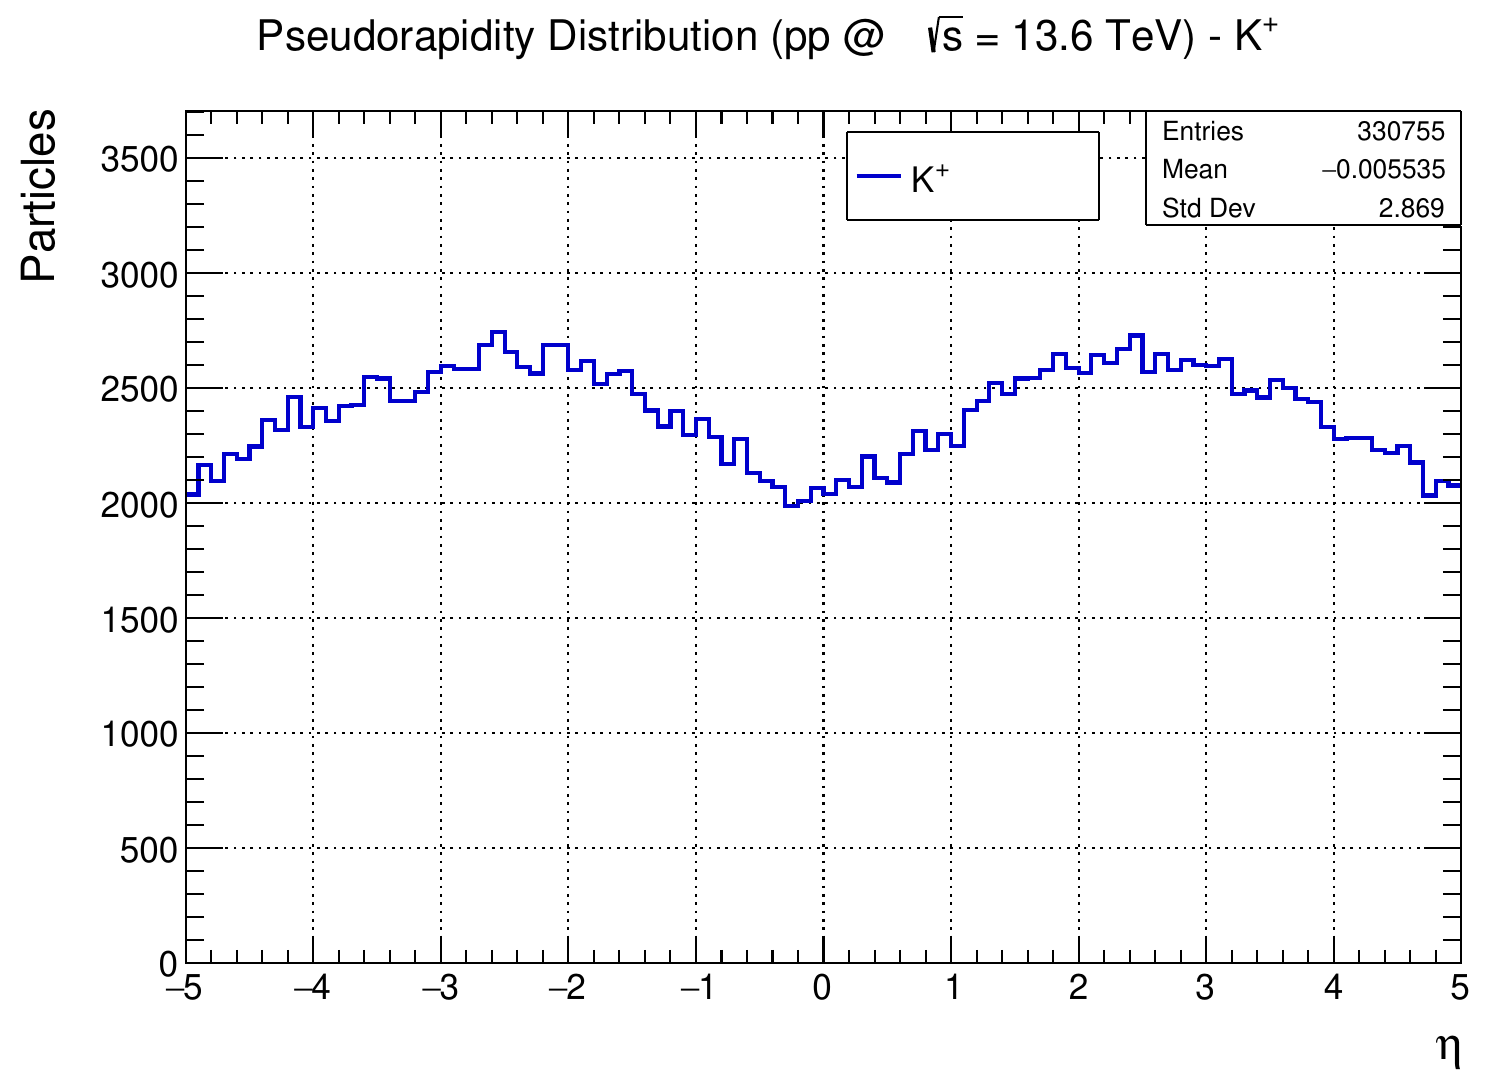 Pseudorapidity Distribution (pp @ √s = 13.6 TeV) - K⁺
Particles
K⁺
Entries 330755
Mean −0.005535
Std Dev 2.869
3500
3000
2500
2000
1500
1000
500
0
−5 −4 −3 −2 −1 0 1 2 3 4 5
η